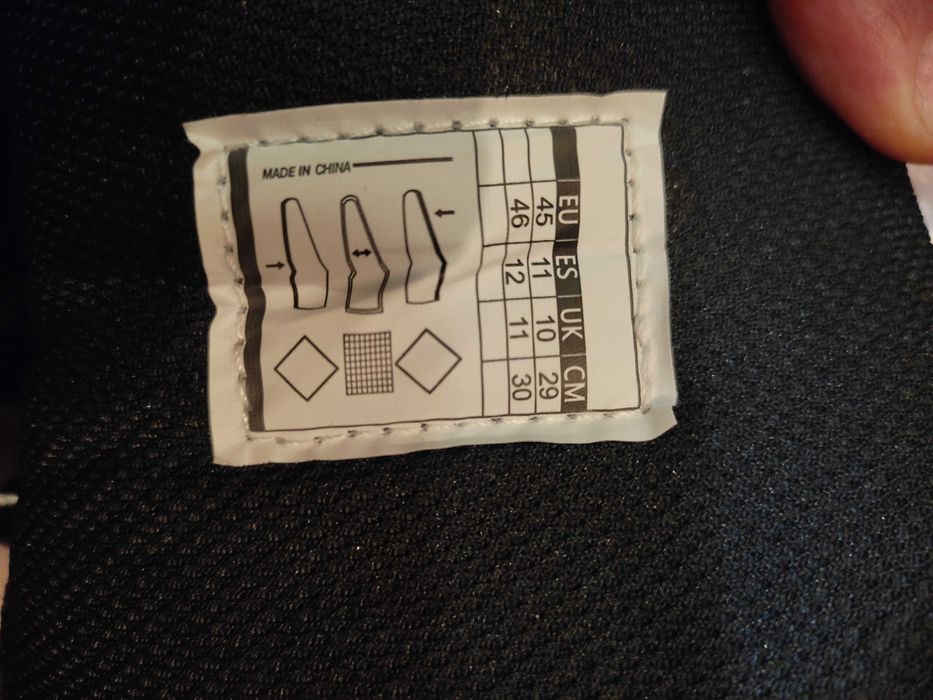 EU ES UK CM
45 11 10 29
46 12 11 30
MADE IN CHINA